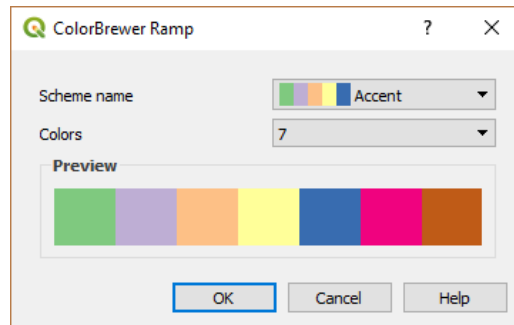 ColorBrewer Ramp ?
Scheme name Accent
Colors 7
Preview
OK Cancel Help